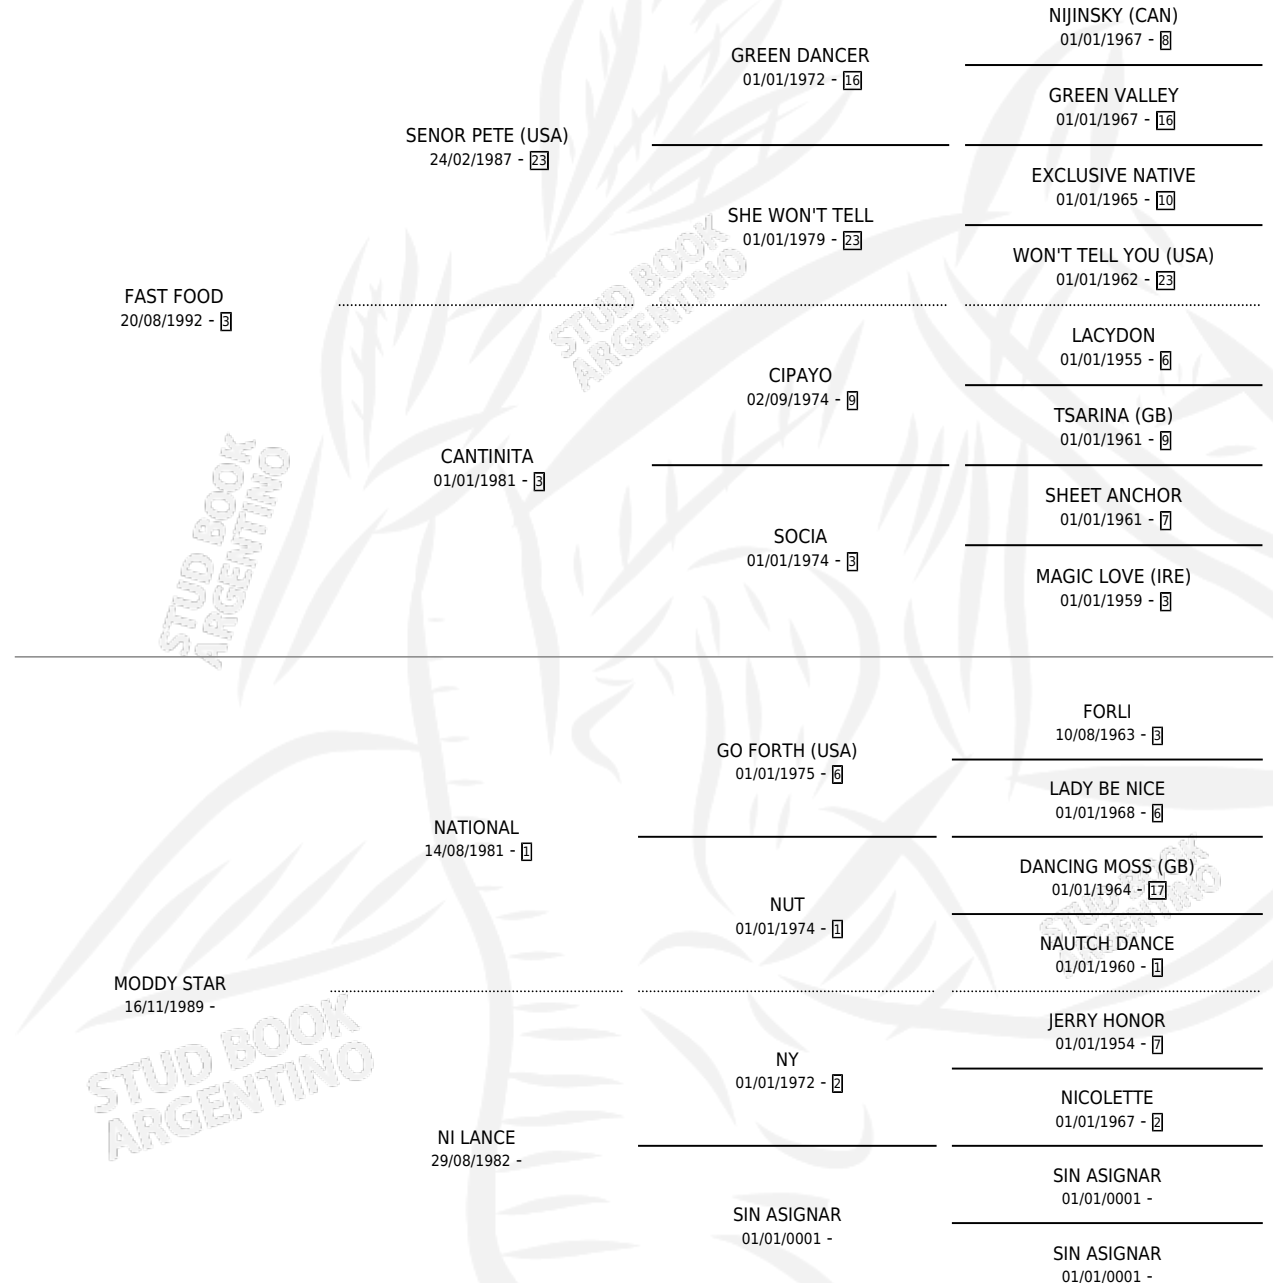 NIJINSKY (CAN)
01/01/1967 - 8
GREEN DANCER
01/01/1972 - 16
GREEN VALLEY
01/01/1967 - 16
SENOR PETE (USA)
24/02/1987 - 23
EXCLUSIVE NATIVE
01/01/1965 - 10
SHE WON'T TELL
01/01/1979 - 23
WON'T TELL YOU (USA)
01/01/1962 - 23
STUD BOOK
ARGENTINO
FAST FOOD
20/08/1992 - 3
LACYDON
01/01/1955 - 6
CIPAYO
02/09/1974 - 9
TSARINA (GB)
01/01/1961 - 9
CANTINITA
01/01/1981 - 3
SHEET ANCHOR
01/01/1961 - 7
SOCIA
01/01/1974 - 3
MAGIC LOVE (IRE)
01/01/1959 - 3
STUD BOOK
ARGENTINO
FORLI
10/08/1963 - 3
GO FORTH (USA)
01/01/1975 - 6
LADY BE NICE
01/01/1968 - 6
NATIONAL
14/08/1981 - 1
DANCING MOSS (GB)
01/01/1964 - 17
NUT
01/01/1974 - 1
NAUTCH DANCE
01/01/1960 - 1
STUD BOOK
ARGENTINO
MODDY STAR
16/11/1989 -
JERRY HONOR
01/01/1954 - 7
NY
01/01/1972 - 2
NICOLETTE
01/01/1967 - 2
STUD BOOK
ARGENTINO
NI LANCE
29/08/1982 -
SIN ASIGNAR
01/01/0001 -
SIN ASIGNAR
01/01/0001 -
SIN ASIGNAR
01/01/0001 -